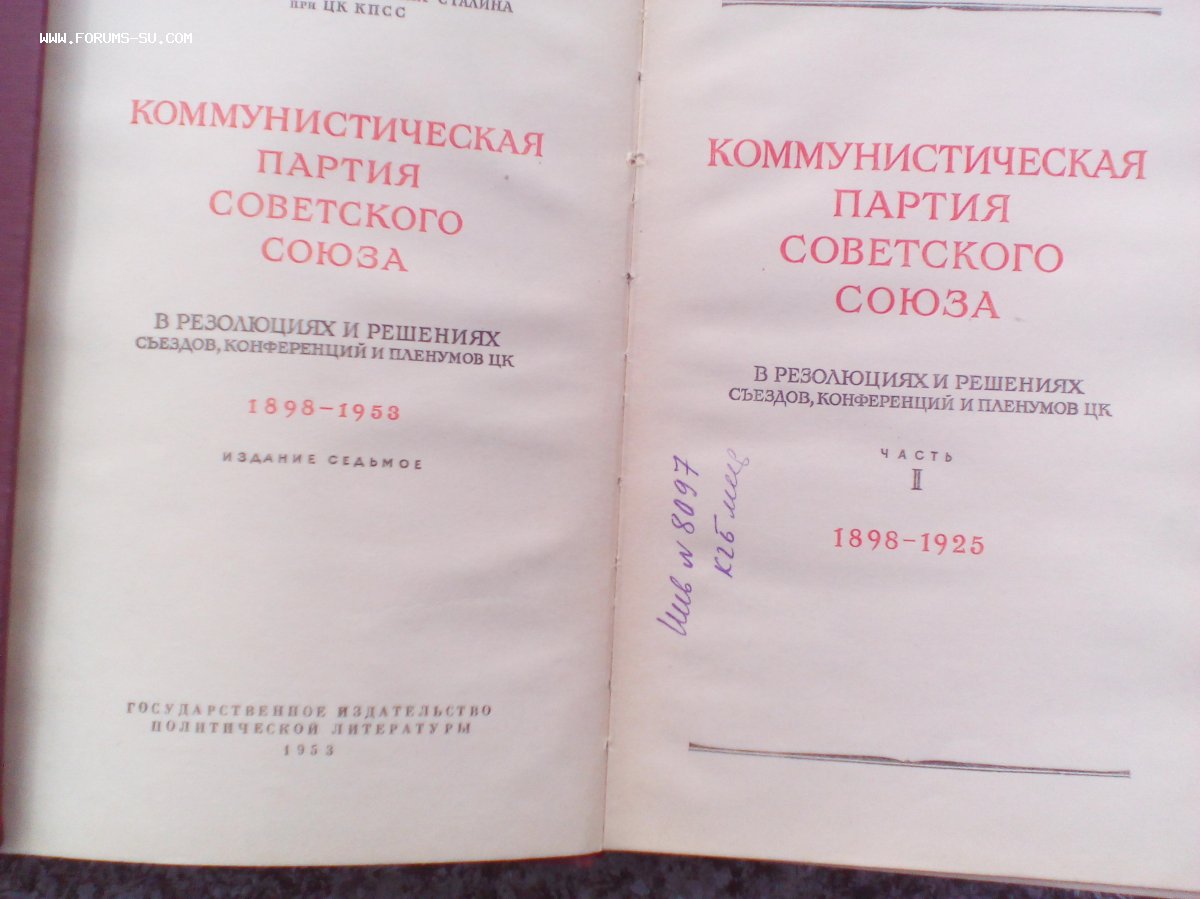 СТАЛИНА
ПРИ ЦК КПСС
WWW.FORUMS-SU.COM
КОММУНИСТИЧЕСКАЯ
ПАРТИЯ
СОВЕТСКОГО
СОЮЗА
В РЕЗОЛЮЦИЯХ И РЕШЕНИЯХ
СЪЕЗДОВ, КОНФЕРЕНЦИЙ И ПЛЕНУМОВ ЦК
1898–1953
ИЗДАНИЕ СЕДЬМОЕ
ГОСУДАРСТВЕННОЕ ИЗДАТЕЛЬСТВО
ПОЛИТИЧЕСКОЙ ЛИТЕРАТУРЫ
1953
КОММУНИСТИЧЕСКАЯ
ПАРТИЯ
СОВЕТСКОГО
СОЮЗА
В РЕЗОЛЮЦИЯХ И РЕШЕНИЯХ
СЪЕЗДОВ, КОНФЕРЕНЦИЙ И ПЛЕНУМОВ ЦК
ЧАСТЬ
II
1898–1925
Инв N 8097